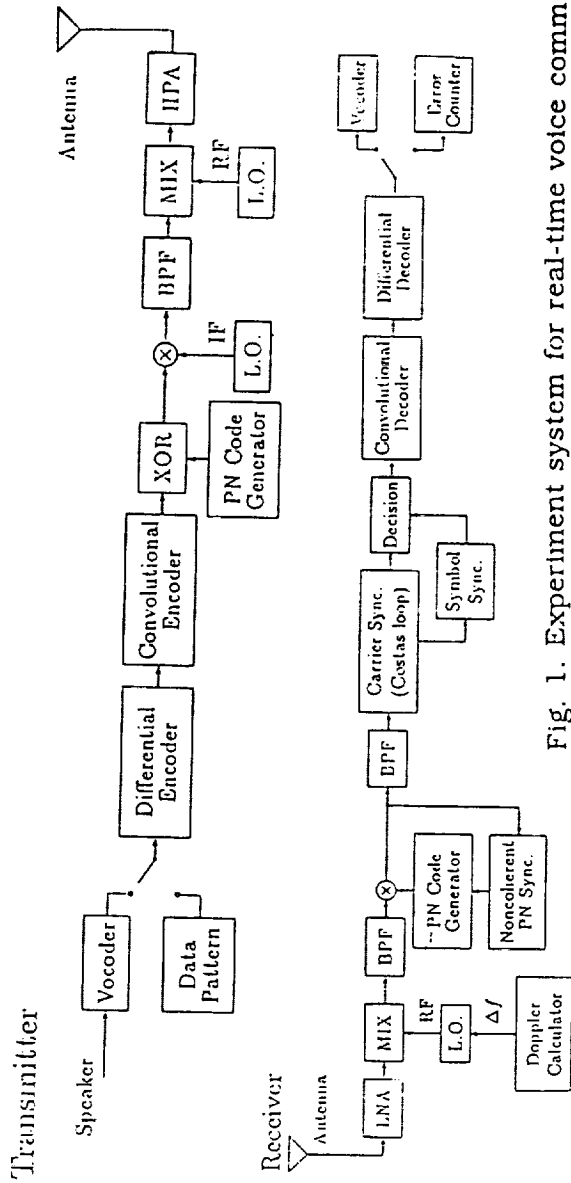 Transmitter
Speaker
Vocoder
Data
Pattern
Differential
Encoder
Convolutional
Encoder
XOR
PN Code
Generator
IF
L.O.
BPF
MIX
RF
L.O.
HPA
Antenna
Receiver
Antenna
LNA
MIX
RF
L.O.
Δf
Doppler
Calculator
BPF
PN Code
Generator
Noncoherent
PN Sync.
BPF
Carrier Sync.
(Costas loop)
Symbol
Sync.
Decision
Convolutional
Decoder
Differential
Decoder
Vocoder
Error
Counter
Fig. 1. Experiment system for real-time voice comm